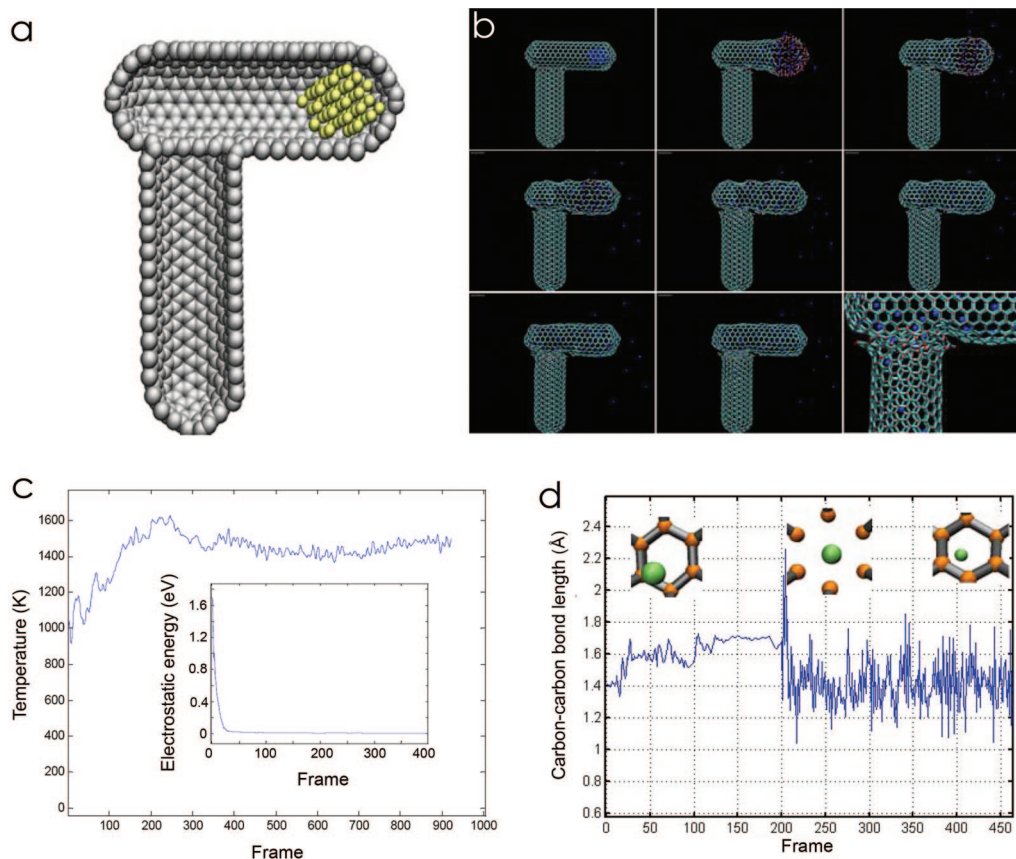 a
b
c
1600
1400
1200
1000
800
600
400
200
0
Temperature (K)
100 200 300 400 500 600 700 800 900 1000
Frame
Electrostatic energy (eV)
1.6
1.2
0.8
0.4
0
0 100 200 300 400
Frame
d
Carbon-carbon bond length (Å)
2.4
2.2
2
1.8
1.6
1.4
1.2
1
0.8
0.6
0 50 100 150 200 250 300 350 400 450
Frame